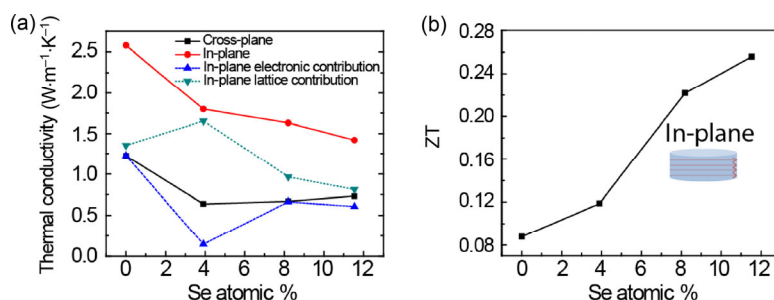 (a)
Thermal conductivity (W·m⁻¹·K⁻¹)
2.5
2.0
1.5
1.0
0.5
0.0
Cross-plane
In-plane
In-plane electronic contribution
In-plane lattice contribution
0 2 4 6 8 10 12
Se atomic %
(b)
ZT
0.28
0.24
0.20
0.16
0.12
0.08
In-plane
0 2 4 6 8 10 12
Se atomic %